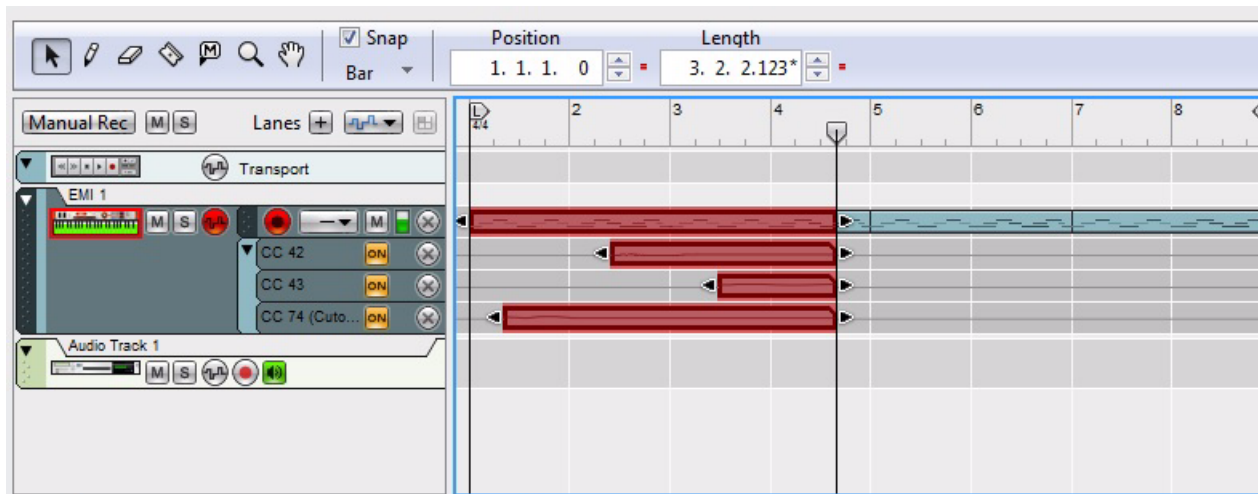 Snap
Position
Length
Bar
1. 1. 1. 0
3. 2. 2.123*
Manual Rec M S Lanes +
L 2 3 4 5 6 7 8
4/4
Transport
EMI 1
M S M
CC 42 ON
CC 43 ON
CC 74 (Cuto... ON
Audio Track 1
M S